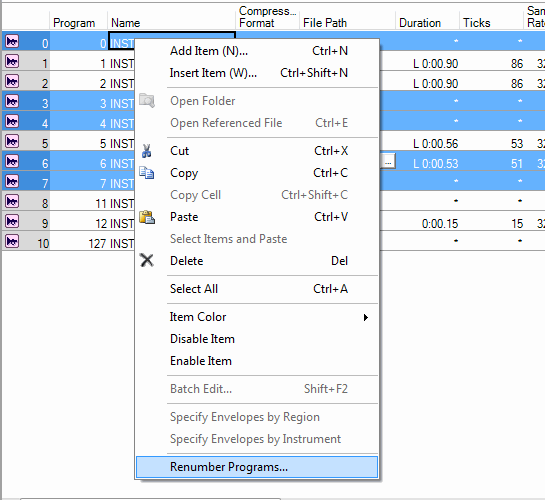 Program Name Compress... Format File Path Duration Ticks Sam Rate
0 0 INST * *
Add Item (N)... Ctrl+N
1 1 INST L 0:00.90 86 32
Insert Item (W)... Ctrl+Shift+N
2 2 INST L 0:00.90 86 32
Open Folder
3 3 INST * *
Open Referenced File Ctrl+E
4 4 INST * *
Cut Ctrl+X
5 5 INST L 0:00.56 53 32
6 6 INST ... L 0:00.53 51 32
Copy Ctrl+C
7 7 INST * *
Copy Cell Ctrl+Shift+C
8 11 INST * *
Paste Ctrl+V
9 12 INST 0:00.15 15 32
Select Items and Paste
10 127 INST * *
Delete Del
Select All Ctrl+A
Item Color
Disable Item
Enable Item
Batch Edit... Shift+F2
Specify Envelopes by Region
Specify Envelopes by Instrument
Renumber Programs...